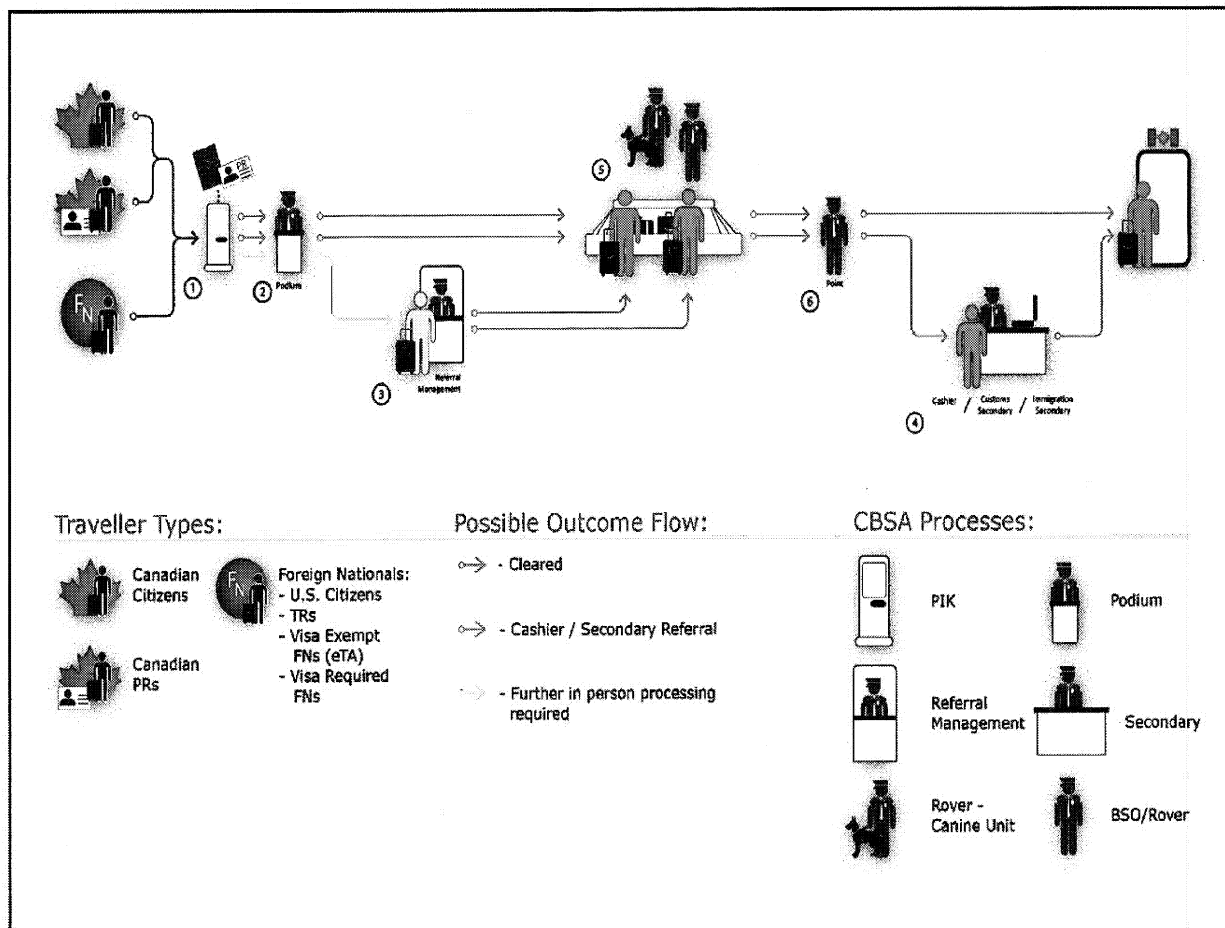 PR
FN
1
2
Podium
3
Referral
Management
5
6
Point
4
Cashier / Customs Secondary / Immigration Secondary
Traveller Types:
Canadian
Citizens
Canadian
PRs
FN
Foreign Nationals:
- U.S. Citizens
- TRs
- Visa Exempt
FNs (eTA)
- Visa Required
FNs
Possible Outcome Flow:
- Cleared
- Cashier / Secondary Referral
- Further in person processing
required
CBSA Processes:
PIK
Podium
Referral
Management
Secondary
Rover -
Canine Unit
BSO/Rover